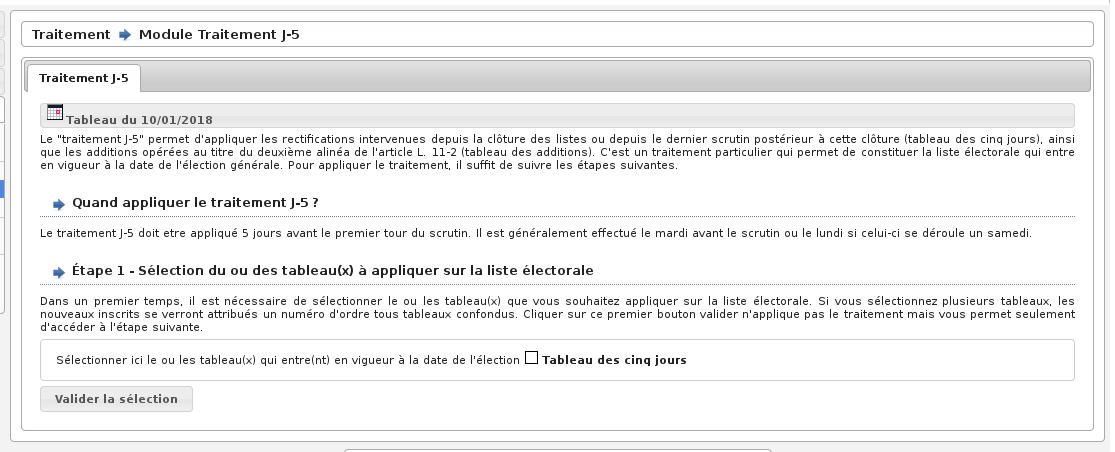 Traitement Module Traitement J-5
Traitement J-5
Tableau du 10/01/2018
Le "traitement J-5" permet d'appliquer les rectifications intervenues depuis la clôture des listes ou depuis le dernier scrutin postérieur à cette clôture (tableau des cinq jours), ainsi
que les additions opérées au titre du deuxième alinéa de l'article L. 11-2 (tableau des additions). C'est un traitement particulier qui permet de constituer la liste électorale qui entre
en vigueur à la date de l'élection générale. Pour appliquer le traitement, il suffit de suivre les étapes suivantes.
Quand appliquer le traitement J-5 ?
Le traitement J-5 doit etre appliqué 5 jours avant le premier tour du scrutin. Il est généralement effectué le mardi avant le scrutin ou le lundi si celui-ci se déroule un samedi.
Étape 1 - Sélection du ou des tableau(x) à appliquer sur la liste électorale
Dans un premier temps, il est nécessaire de sélectionner le ou les tableau(x) que vous souhaitez appliquer sur la liste électorale. Si vous sélectionnez plusieurs tableaux, les
nouveaux inscrits se verront attribués un numéro d'ordre tous tableaux confondus. Cliquer sur ce premier bouton valider n'applique pas le traitement mais vous permet seulement
d'accéder à l'étape suivante.
Sélectionner ici le ou les tableau(x) qui entre(nt) en vigueur à la date de l'élection Tableau des cinq jours
Valider la sélection